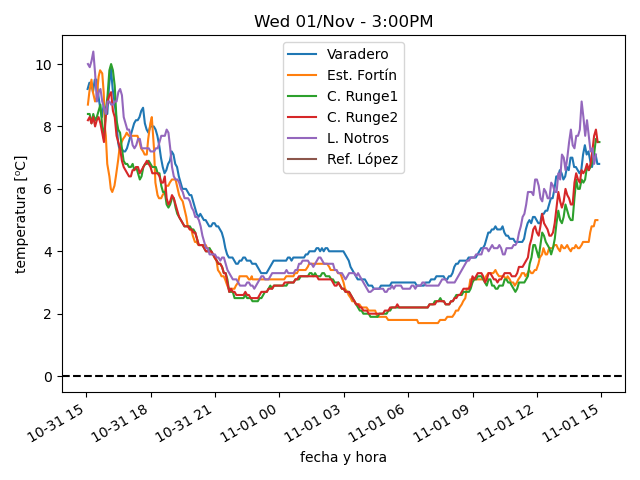 Wed 01/Nov - 3:00PM
Varadero
Est. Fortín
C. Runge1
C. Runge2
L. Notros
Ref. López
temperatura [ºC]
10
8
6
4
2
0
10-31 15
10-31 18
10-31 21
11-01 00
11-01 03
11-01 06
11-01 09
11-01 12
11-01 15
fecha y hora